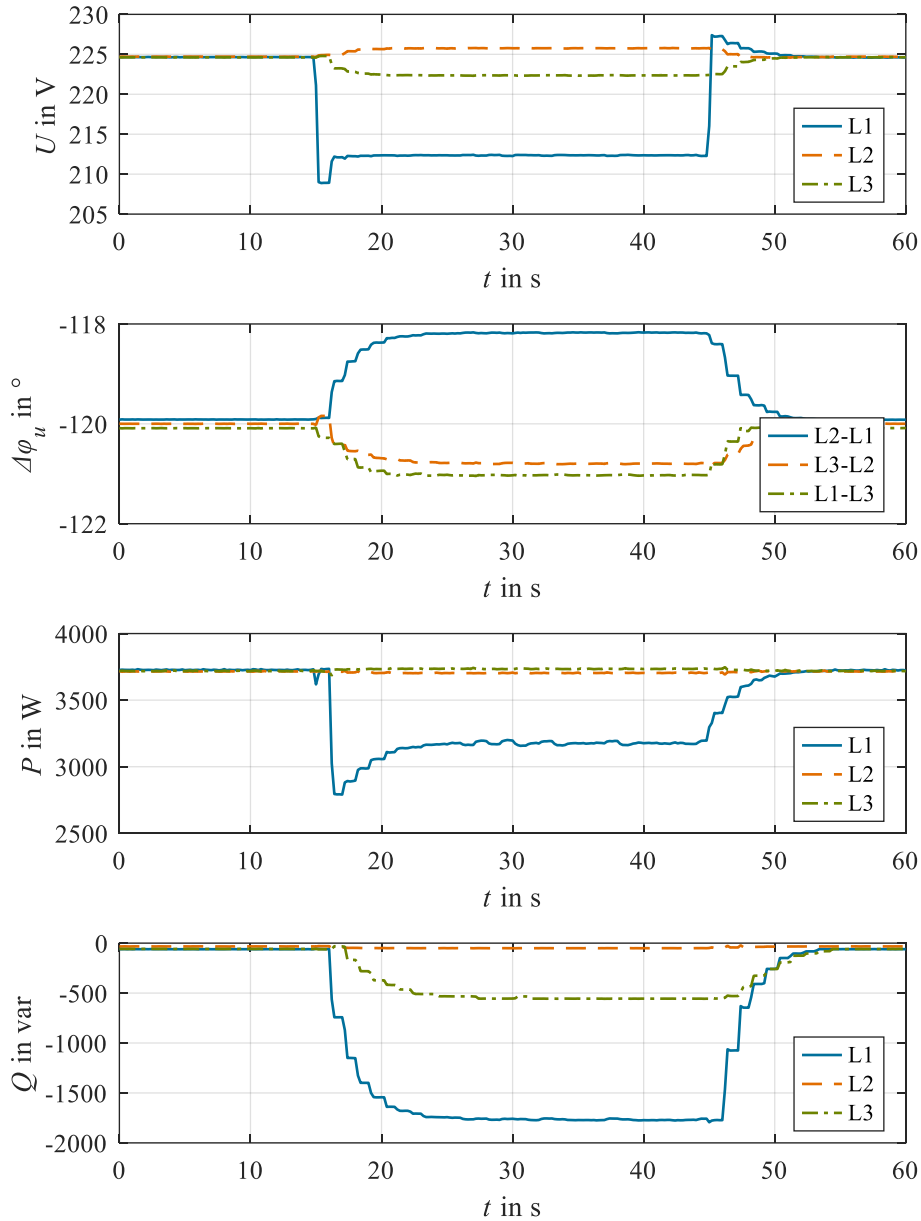 230
225
220
215
210
205
U in V
L1
L2
L3
0 10 20 30 40 50 60
t in s
-118
-120
-122
Δφu in °
L2-L1
L3-L2
L1-L3
0 10 20 30 40 50 60
t in s
4000
3500
3000
2500
P in W
L1
L2
L3
0 10 20 30 40 50 60
t in s
0
-500
-1000
-1500
-2000
Q in var
L1
L2
L3
0 10 20 30 40 50 60
t in s